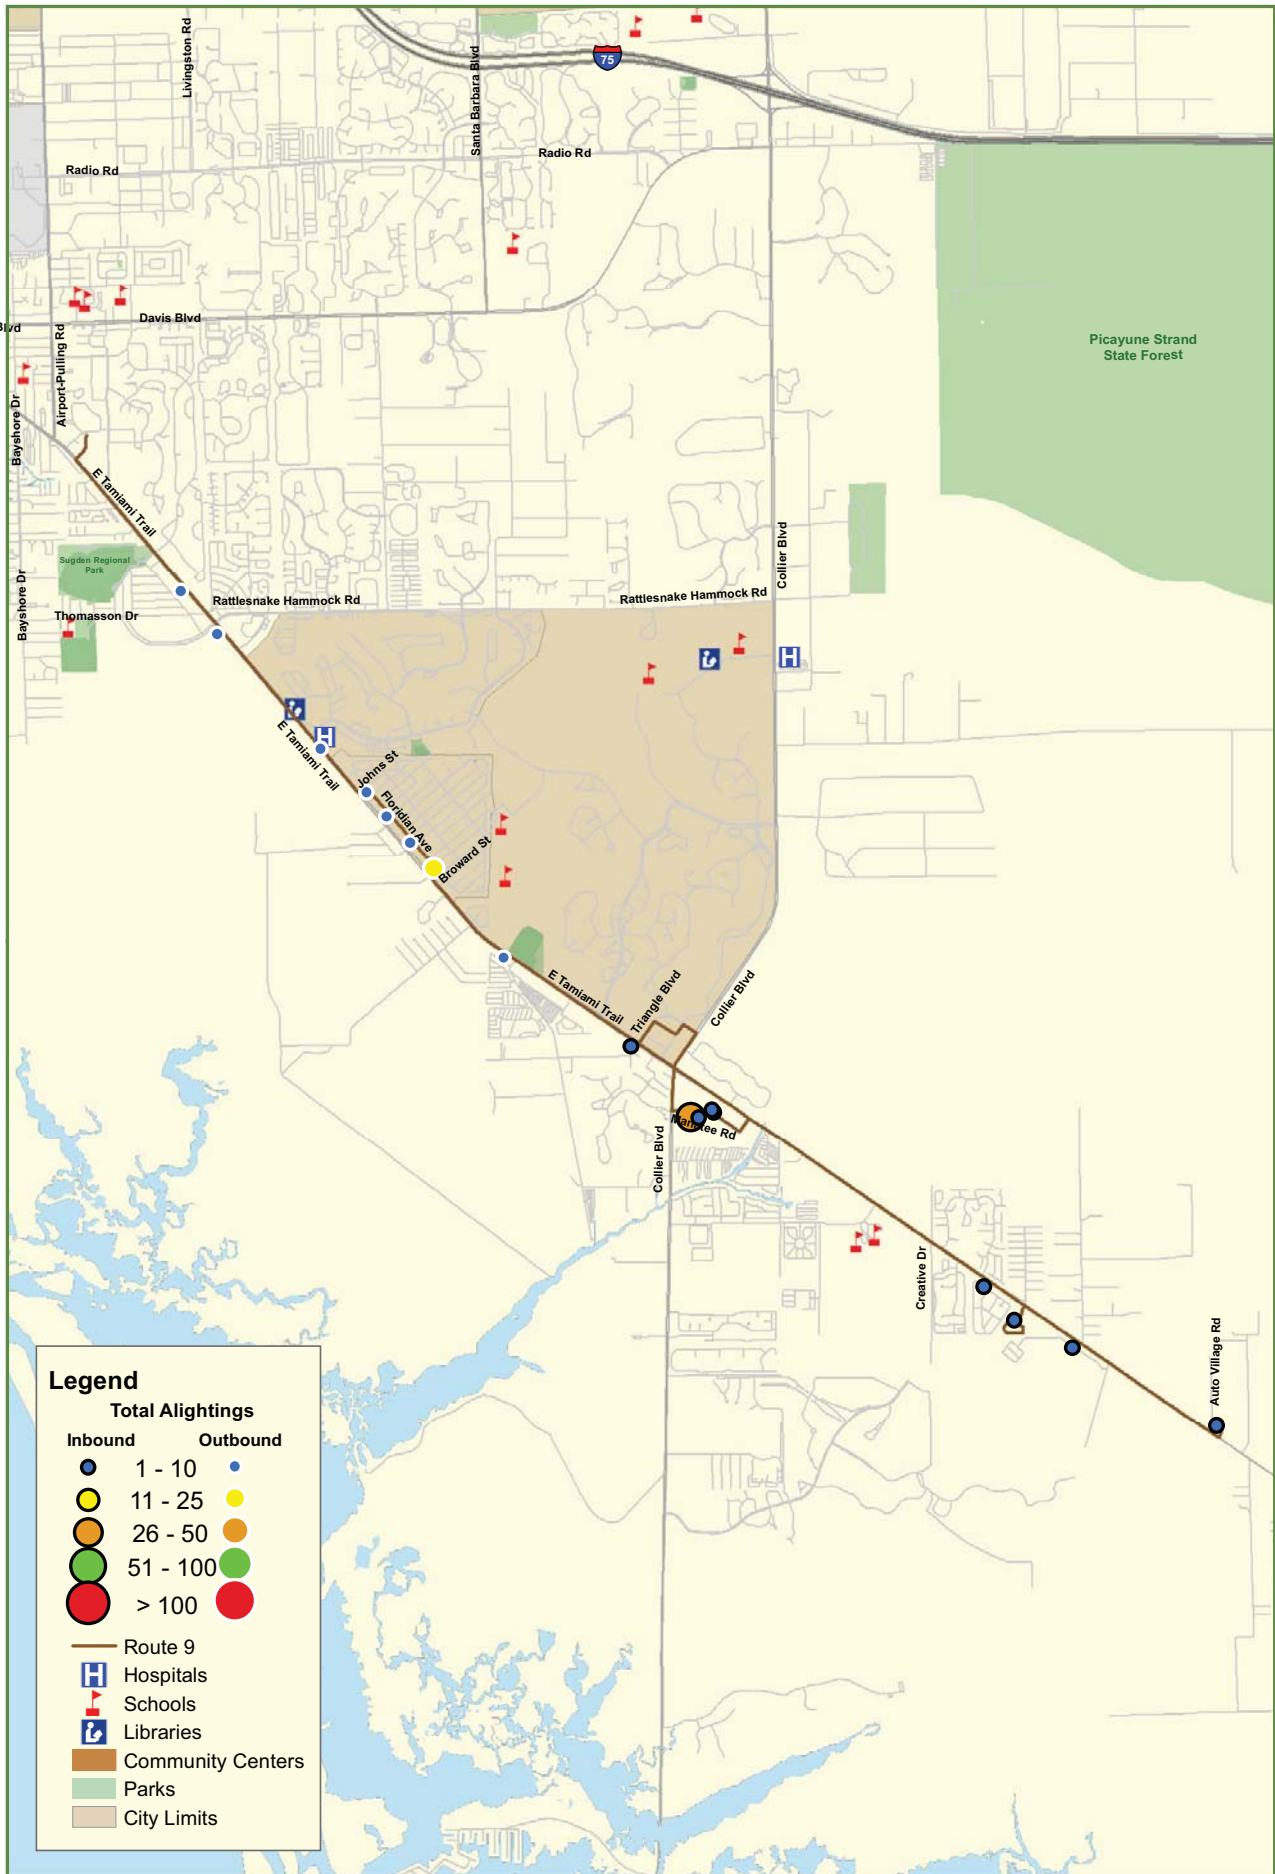 Livingston Rd
Santa Barbara Blvd
75
Radio Rd
Radio Rd
Picayune Strand
State Forest
Davis Blvd
Blvd
Airport-Pulling Rd
Bayshore Dr
E Tamiami Trail
Collier Blvd
Sugden Regional
Park
Bayshore Dr
Thomasson Dr
Rattlesnake Hammock Rd
Rattlesnake Hammock Rd
H
H
E Tamiami Trail
Johns St
Floridian Ave
Broward St
E Tamiami Trail
Triangle Blvd
Collier Blvd
Manatee Rd
Collier Blvd
Creative Dr
Auto Village Rd
Legend
Total Alightings
Inbound Outbound
1 - 10
11 - 25
26 - 50
51 - 100
> 100
Route 9
H Hospitals
Schools
Libraries
Community Centers
Parks
City Limits